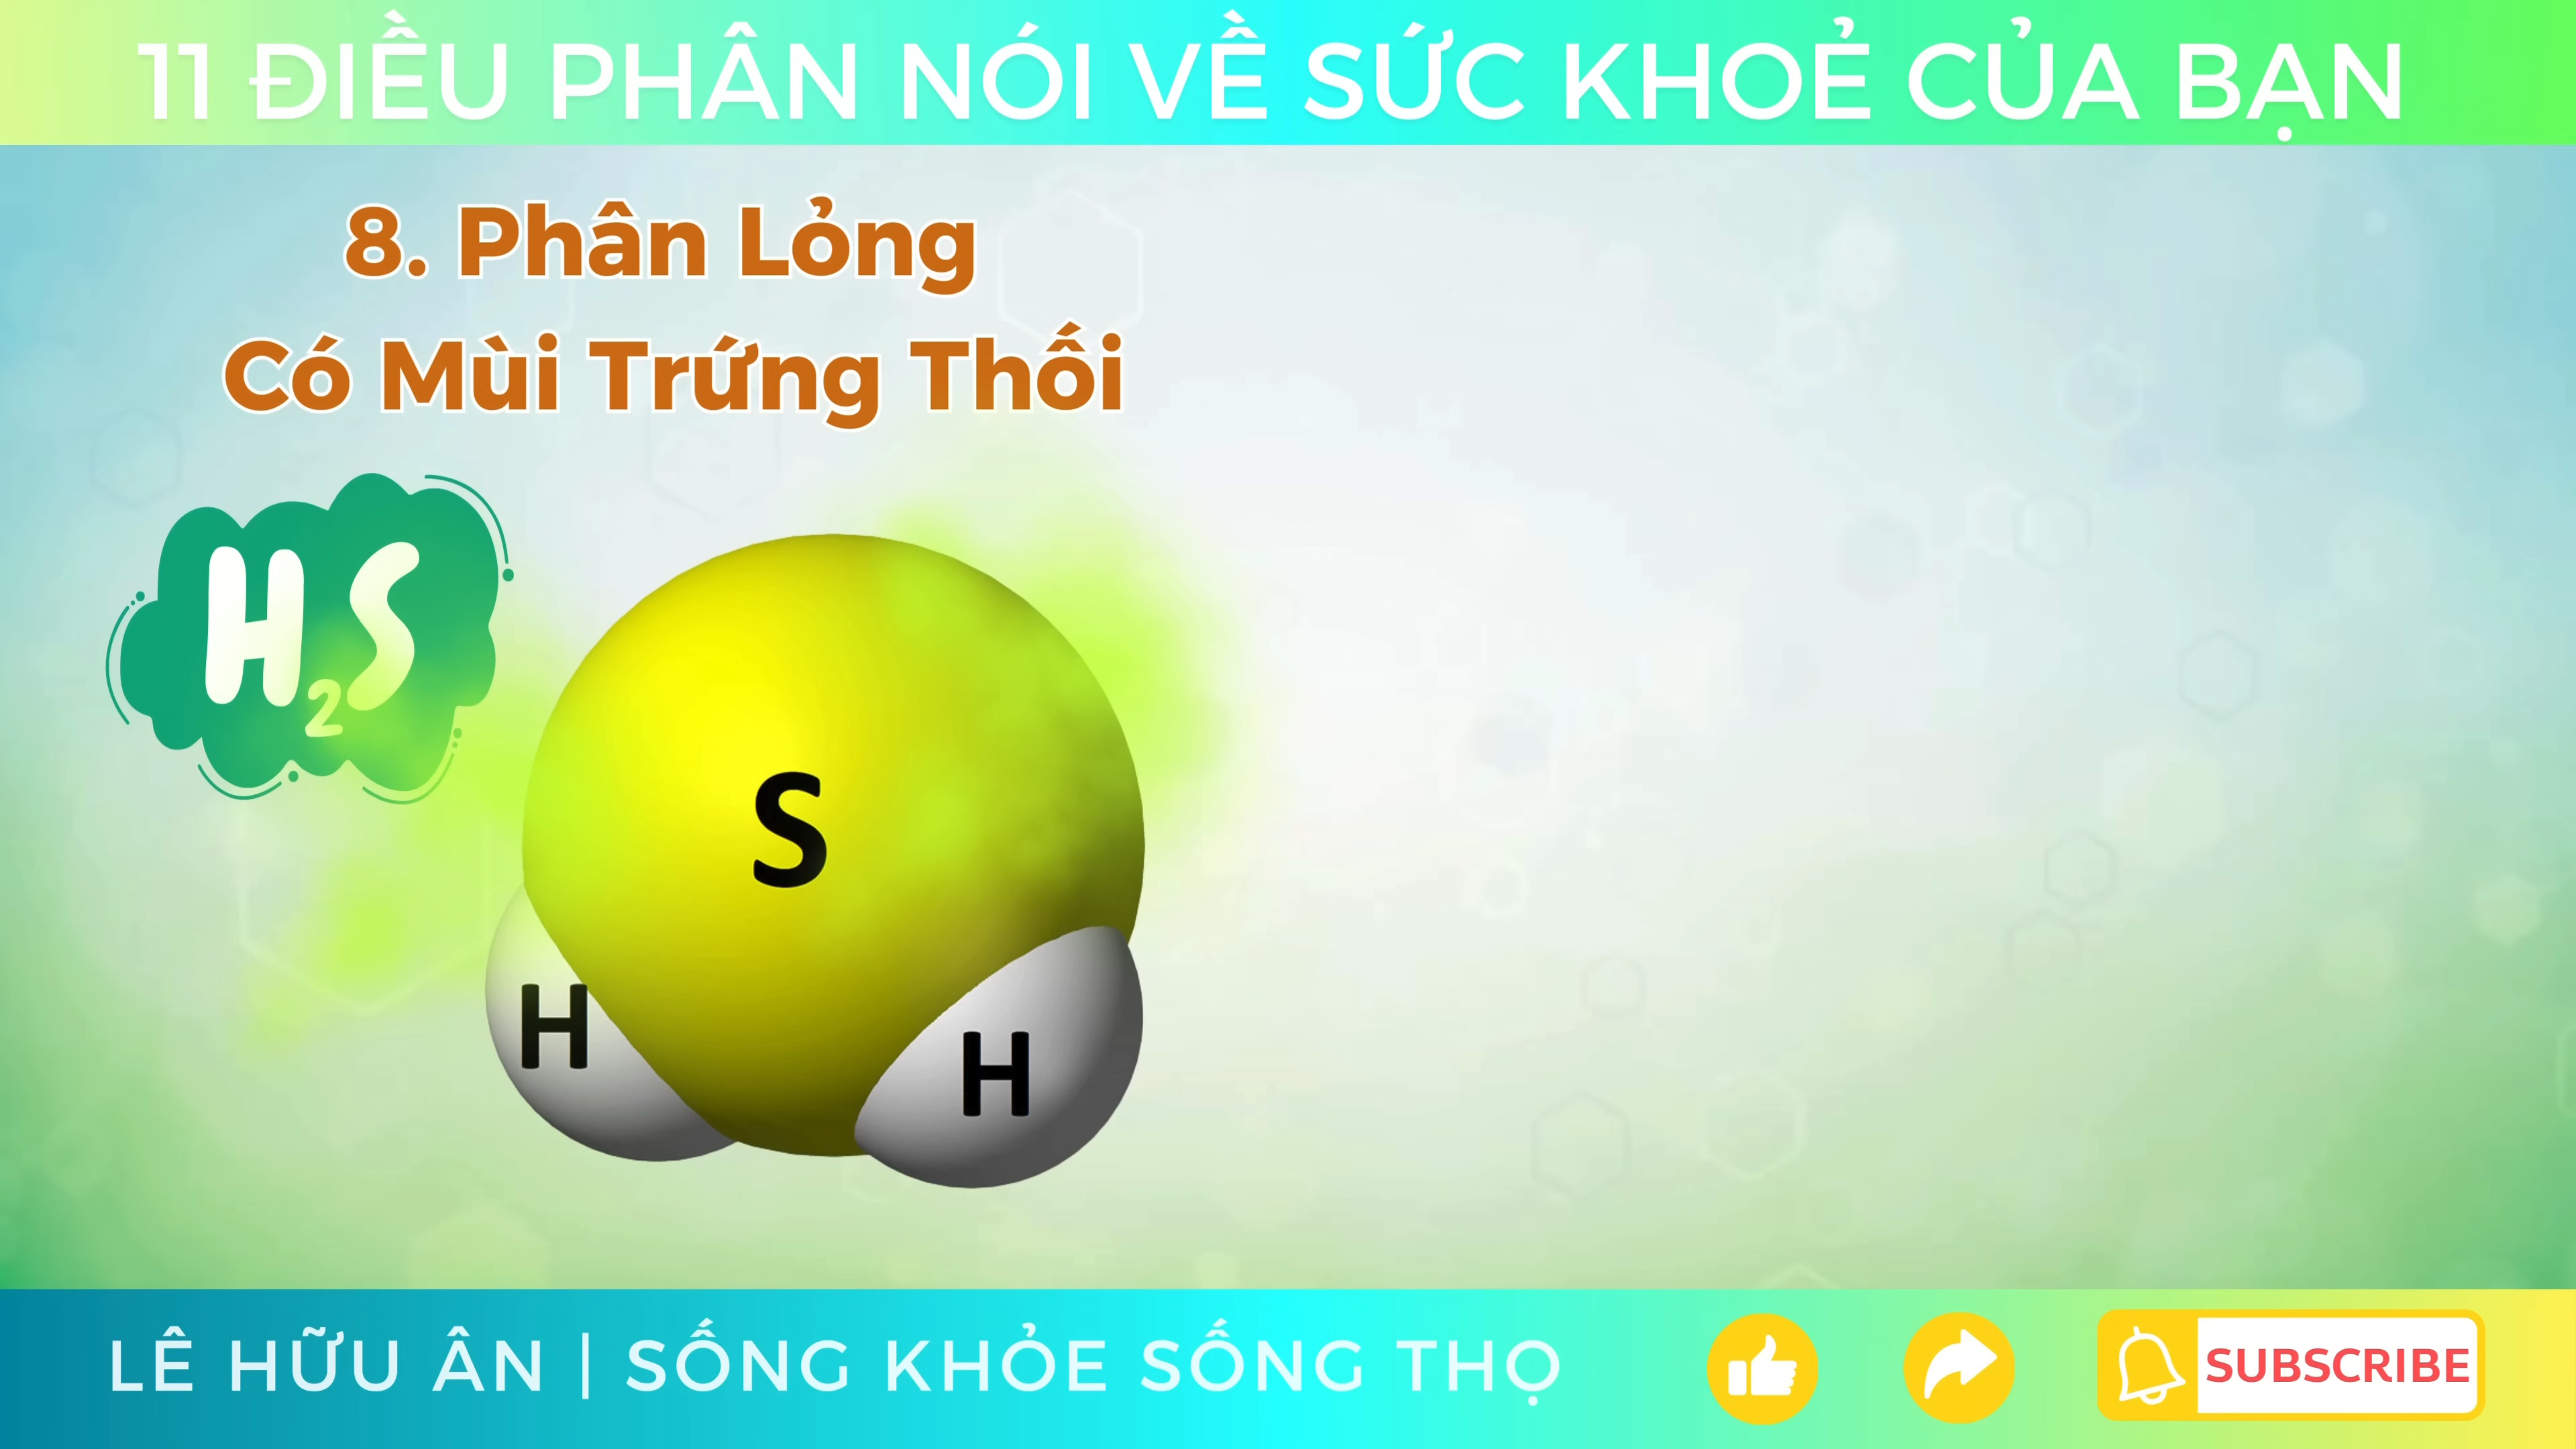 11 ĐIỀU PHÂN NÓI VỀ SỨC KHOẺ CỦA BẠN
8. Phân Lỏng
Có Mùi Trứng Thối
H₂S
S
H
H
LÊ HỮU ÂN | SỐNG KHỎE SỐNG THỌ
SUBSCRIBE